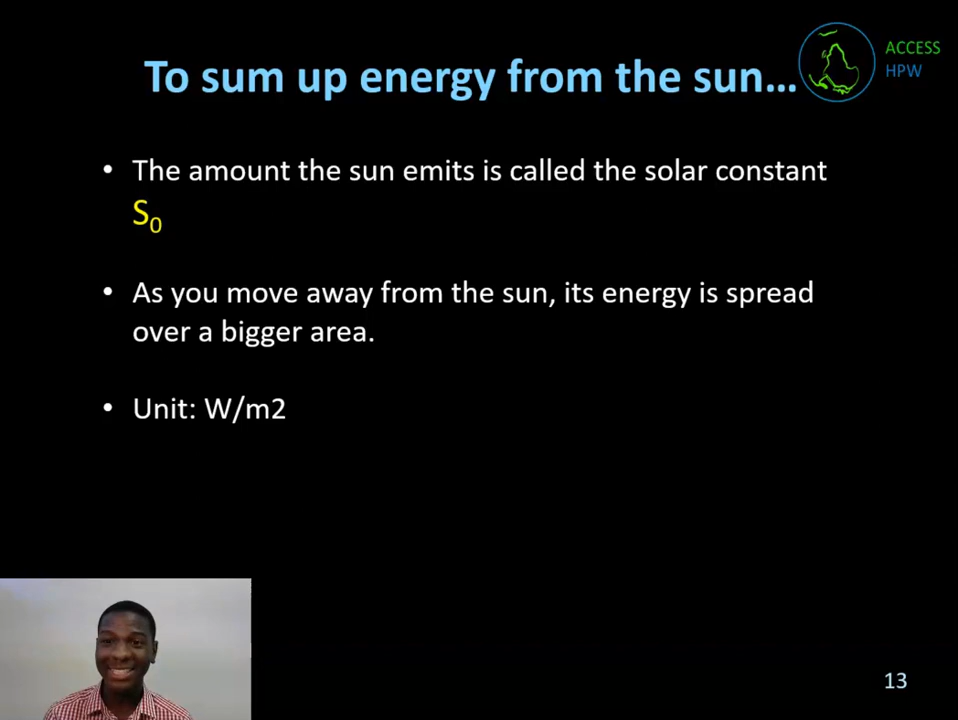 To sum up energy from the sun...
ACCESS
HPW
• The amount the sun emits is called the solar constant
S₀
• As you move away from the sun, its energy is spread
over a bigger area.
• Unit: W/m2
13